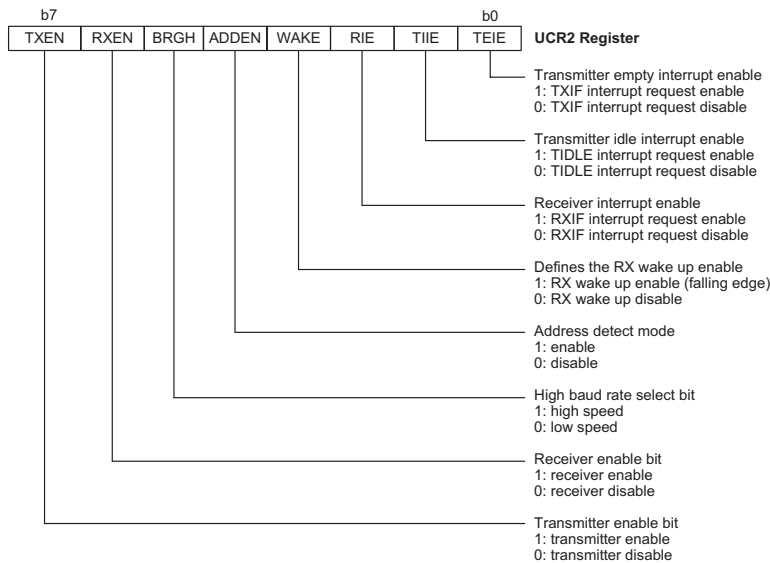 b7 b0
TXEN RXEN BRGH ADDEN WAKE RIE TIIE TEIE UCR2 Register
Transmitter empty interrupt enable
1: TXIF interrupt request enable
0: TXIF interrupt request disable
Transmitter idle interrupt enable
1: TIDLE interrupt request enable
0: TIDLE interrupt request disable
Receiver interrupt enable
1: RXIF interrupt request enable
0: RXIF interrupt request disable
Defines the RX wake up enable
1: RX wake up enable (falling edge)
0: RX wake up disable
Address detect mode
1: enable
0: disable
High baud rate select bit
1: high speed
0: low speed
Receiver enable bit
1: receiver enable
0: receiver disable
Transmitter enable bit
1: transmitter enable
0: transmitter disable